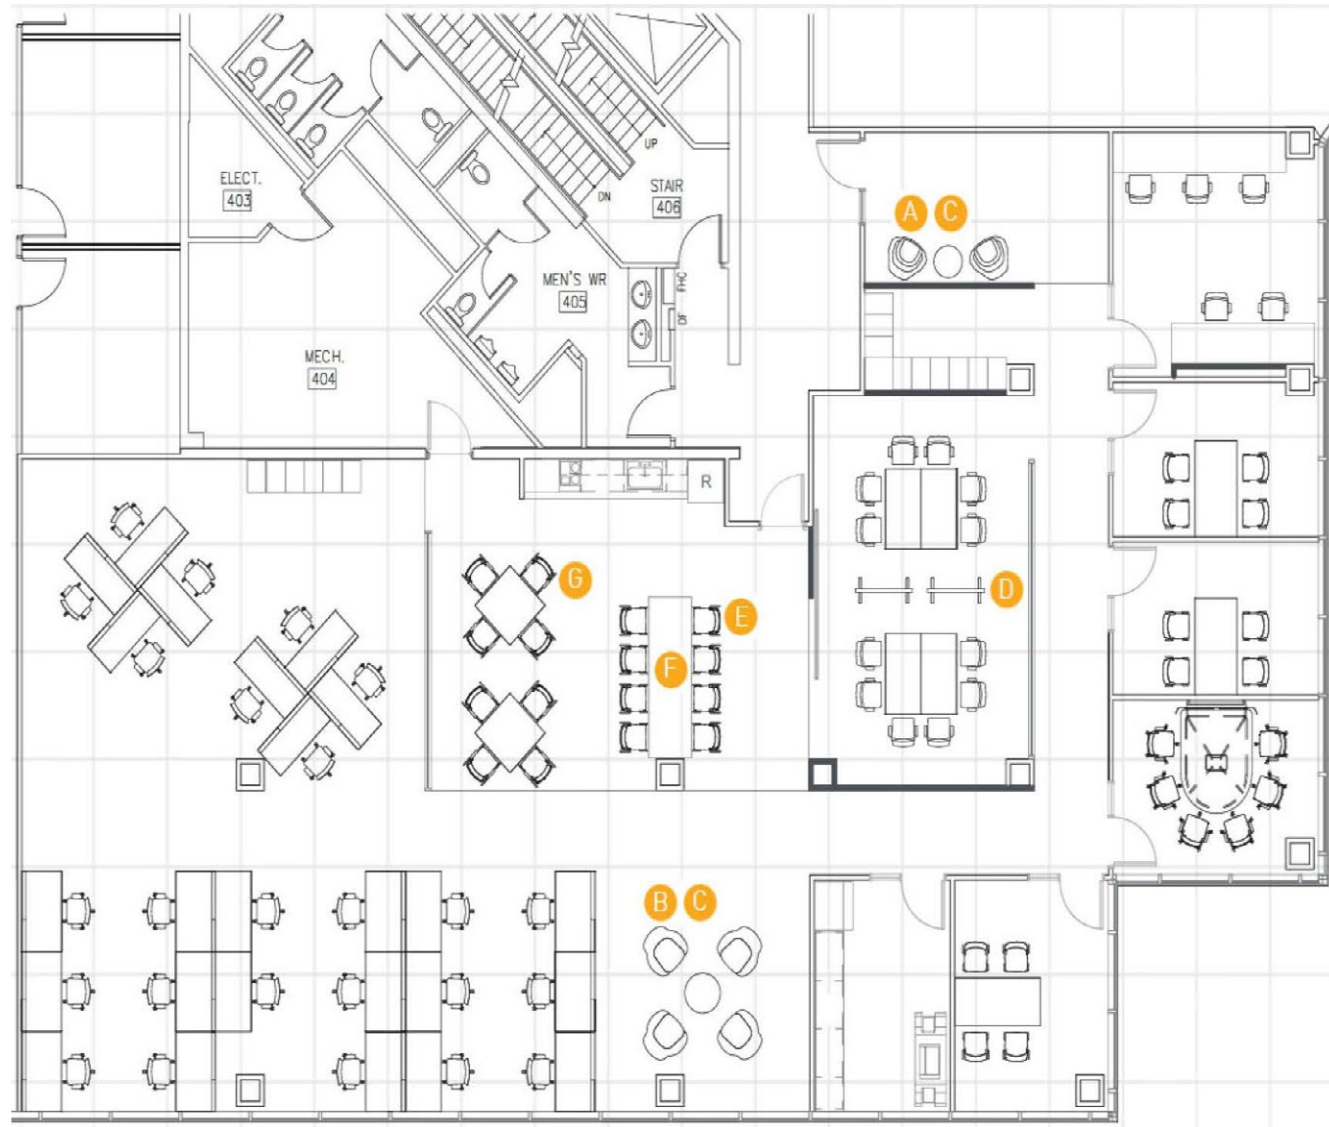 UP
ELECT.
403
STAIR
406
DN
A C
MEN'S WR
405
FHC
DF
MECH.
404
R
G
D
E
F
B C